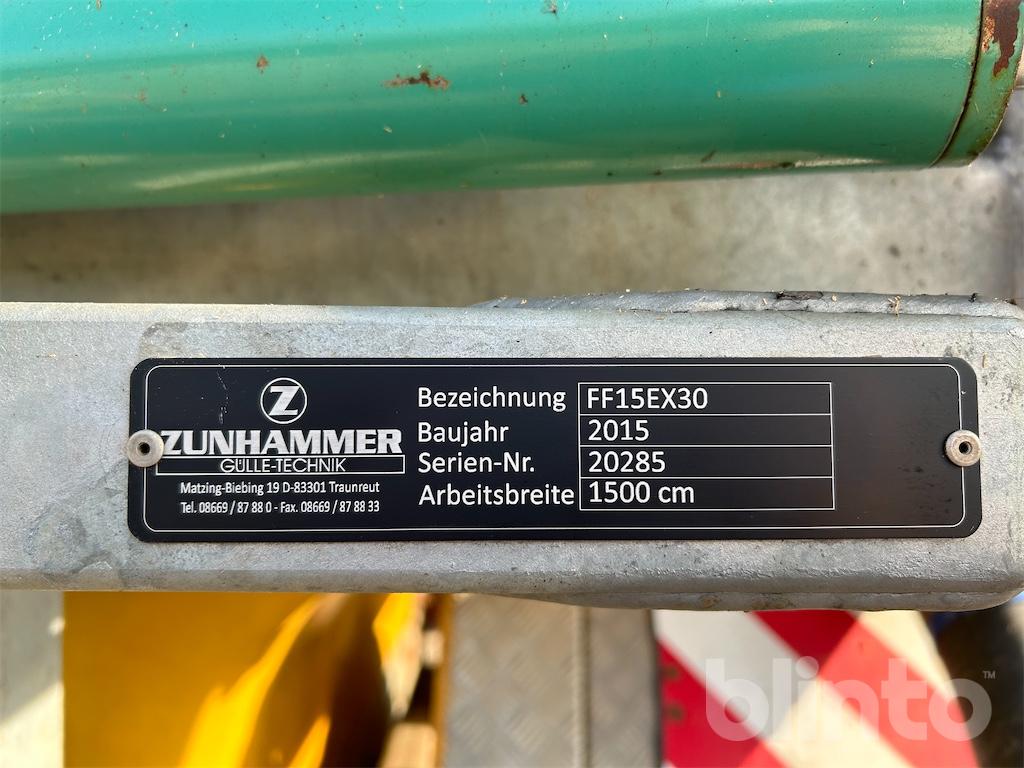 Z
ZUNHAMMER
GÜLLE-TECHNIK
Matzing-Biebing 19 D-83301 Traunreut
Tel. 08669 / 87 88 0 - Fax. 08669 / 87 88 33
Bezeichnung FF15EX30
Baujahr 2015
Serien-Nr. 20285
Arbeitsbreite 1500 cm
blinto™